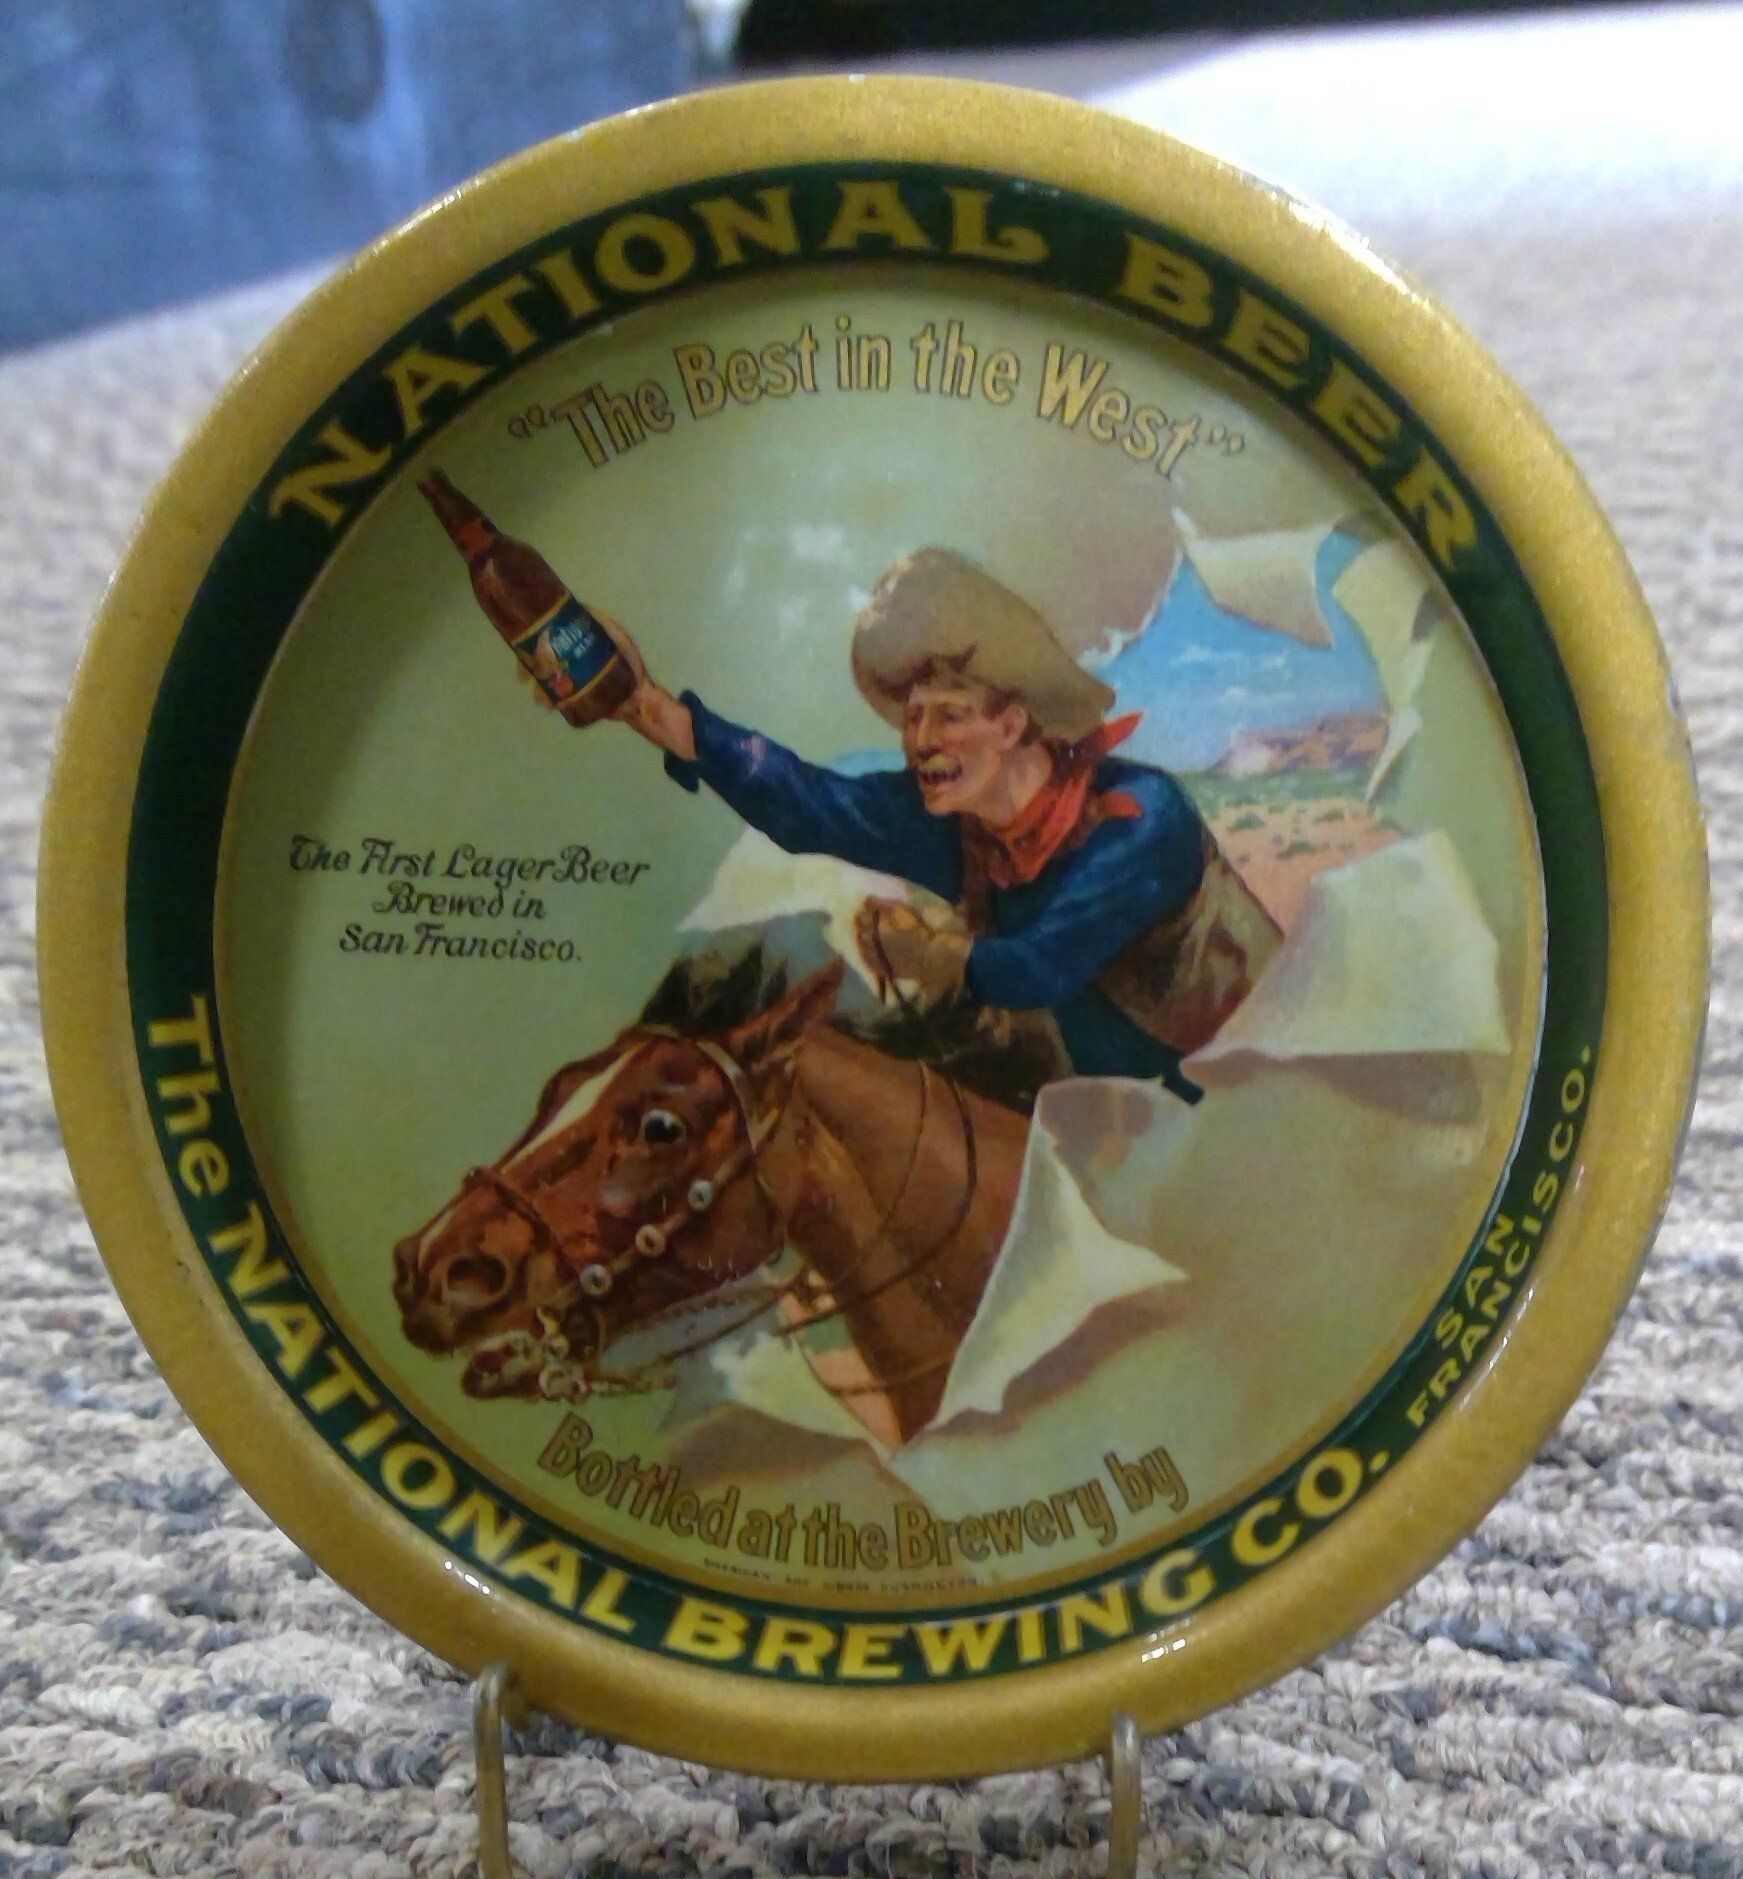 NATIONAL BEER
“The Best in the West”
The First Lager Beer
Brewed in
San Francisco.
Bottled at the Brewery by
The NATIONAL BREWING CO.
SAN
FRANCISCO.